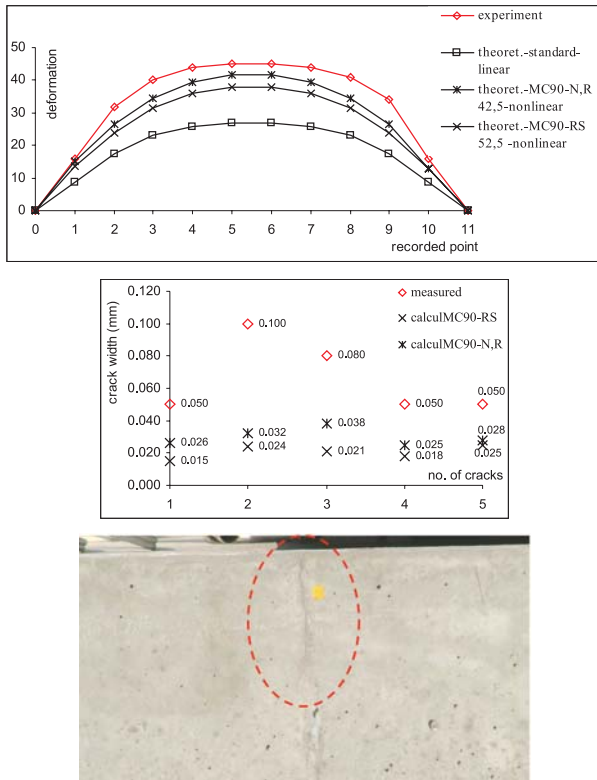 50
40
30
20
10
0
deformation
0 1 2 3 4 5 6 7 8 9 10 11
recorded point
experiment
theoret.-standard-
linear
theoret.-MC90-N,R
42,5-nonlinear
theoret.-MC90-RS
52,5 -nonlinear
0.120
0.100
0.080
0.060
0.040
0.020
0.000
crack width (mm)
measured
calculMC90-RS
calculMC90-N,R
0.050
0.100
0.080
0.050
0.050
0.026
0.032
0.038
0.025
0.028
0.015
0.024
0.021
0.018
0.025
no. of cracks
1 2 3 4 5